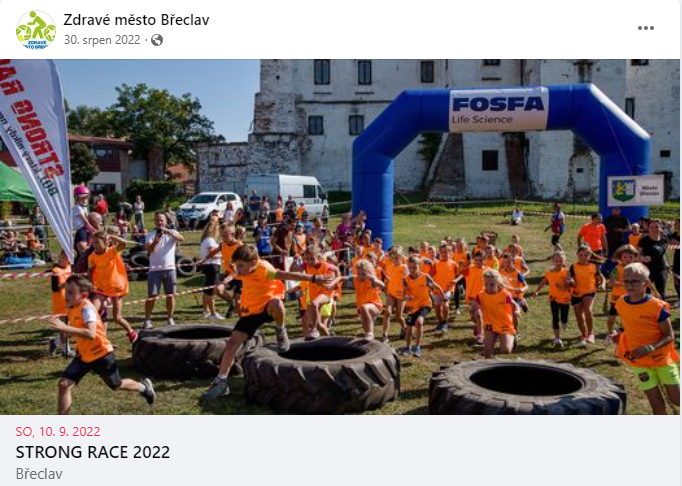 Zdravé město Břeclav
30. srpen 2022 ·
STRONG RA
FOSFA
Life Science
Město
Břeclav
SO, 10. 9. 2022
STRONG RACE 2022
Břeclav